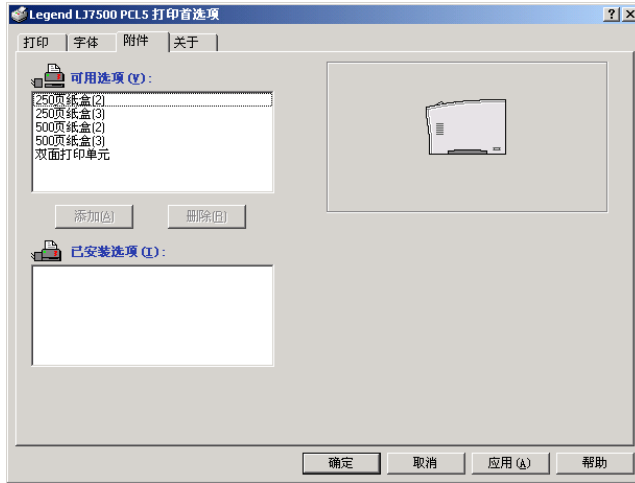 Legend LJ7500 PCL5 打印首选项
打印 字体 附件 关于
可用选项(V):
250页纸盒(2)
250页纸盒(3)
500页纸盒(2)
500页纸盒(3)
双面打印单元
添加(A) 删除(R)
已安装选项(I):
确定 取消 应用(A) 帮助